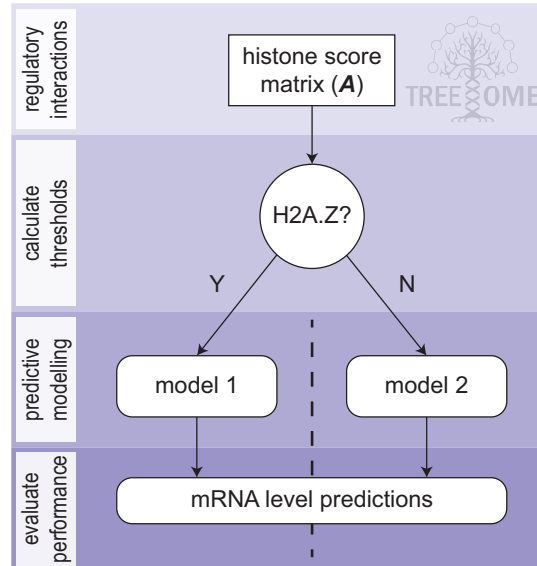 regulatory
interactions
histone score
matrix (A)
TREE OME
calculate
thresholds
H2A.Z?
Y
N
predictive
modelling
model 1
model 2
evaluate
performance
mRNA level predictions